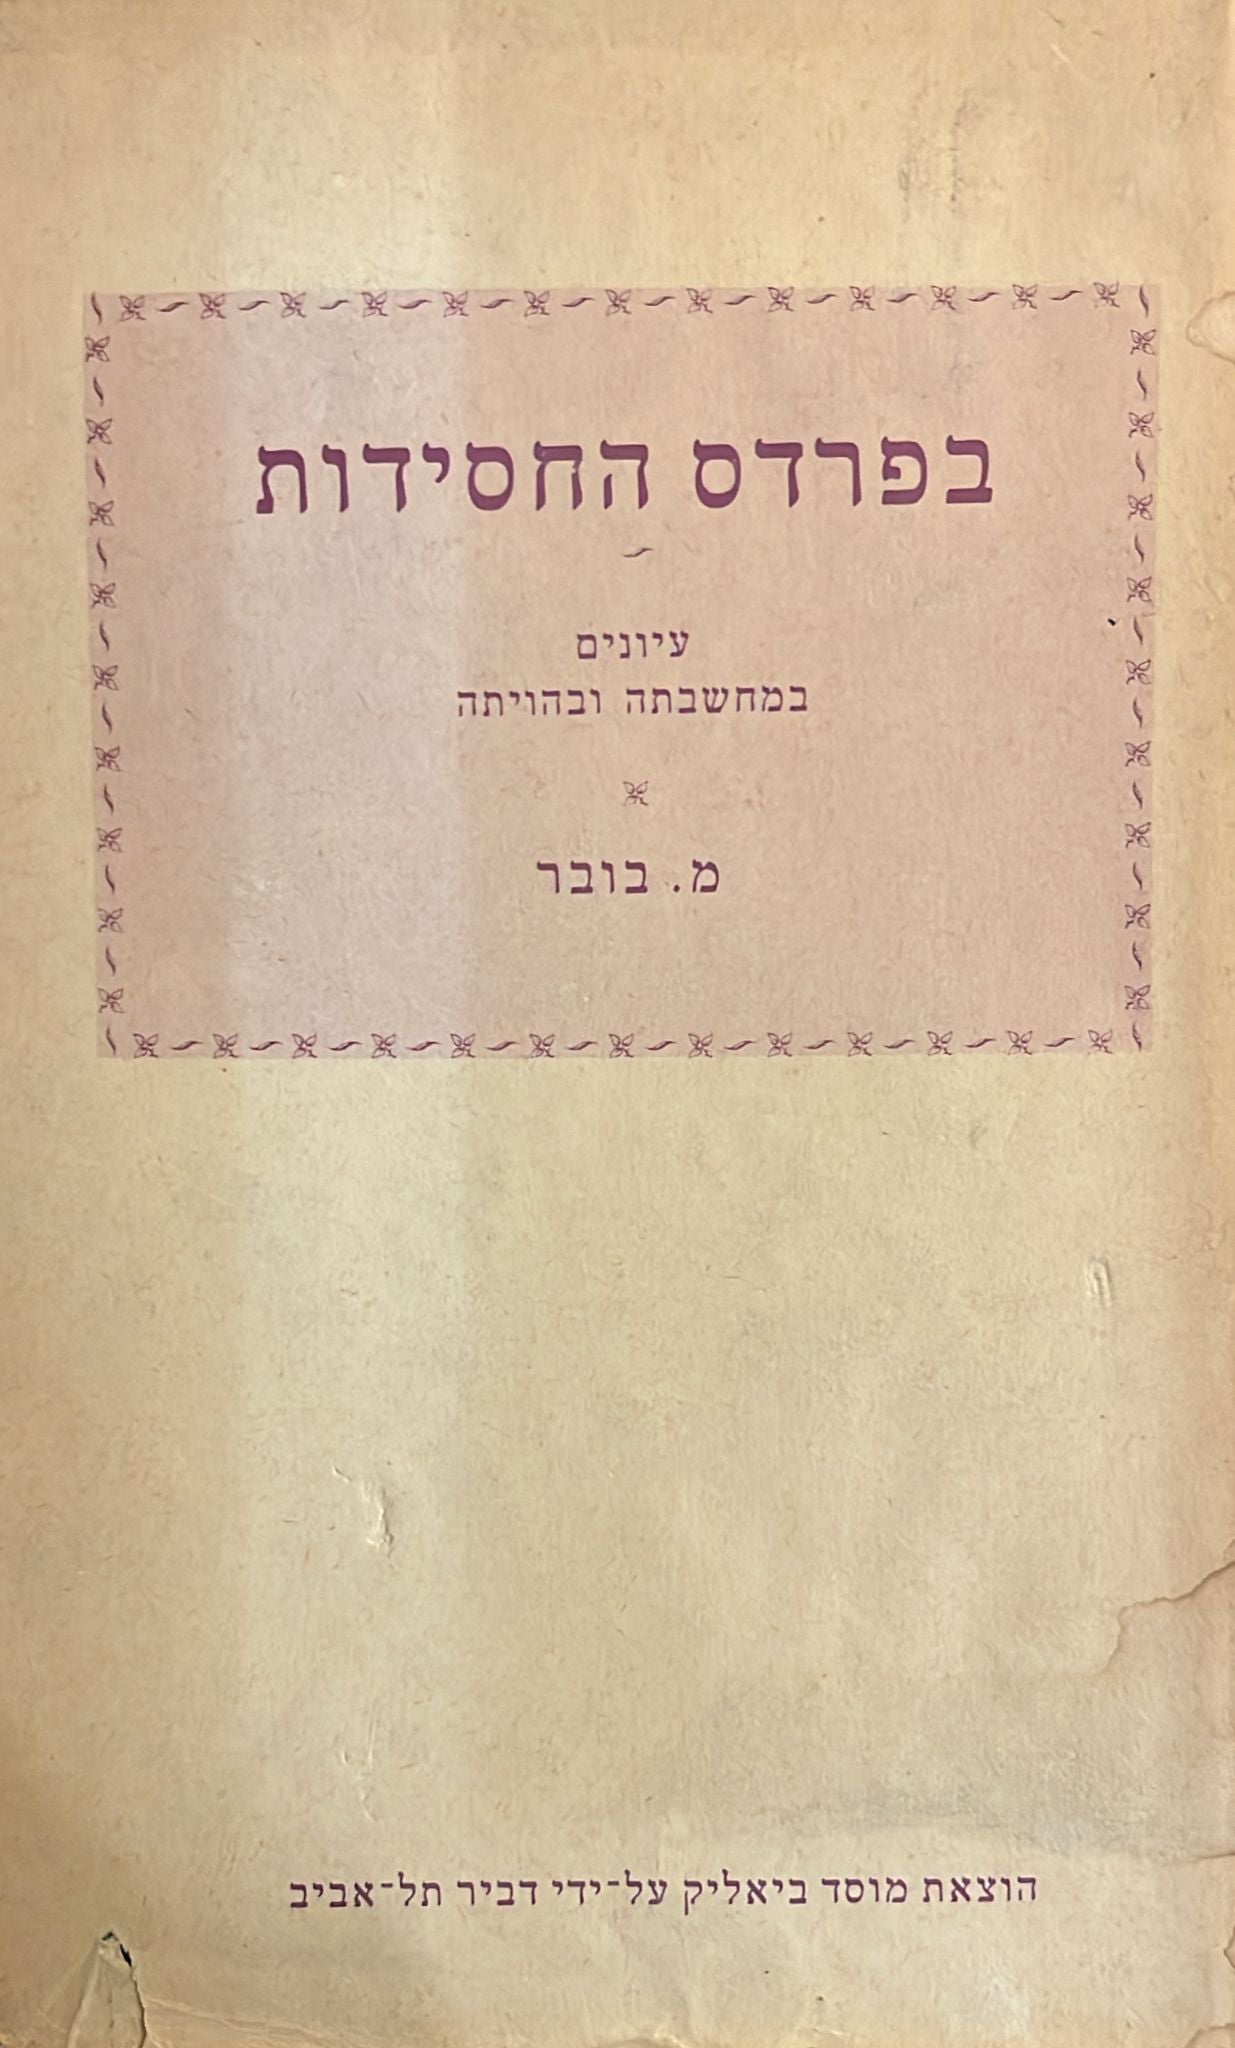 בפרדס החסידות
עיונים
במחשבתה ובהויתה
מ. בובר
הוצאת מוסד ביאליק על־ידי דביר תל־אביב